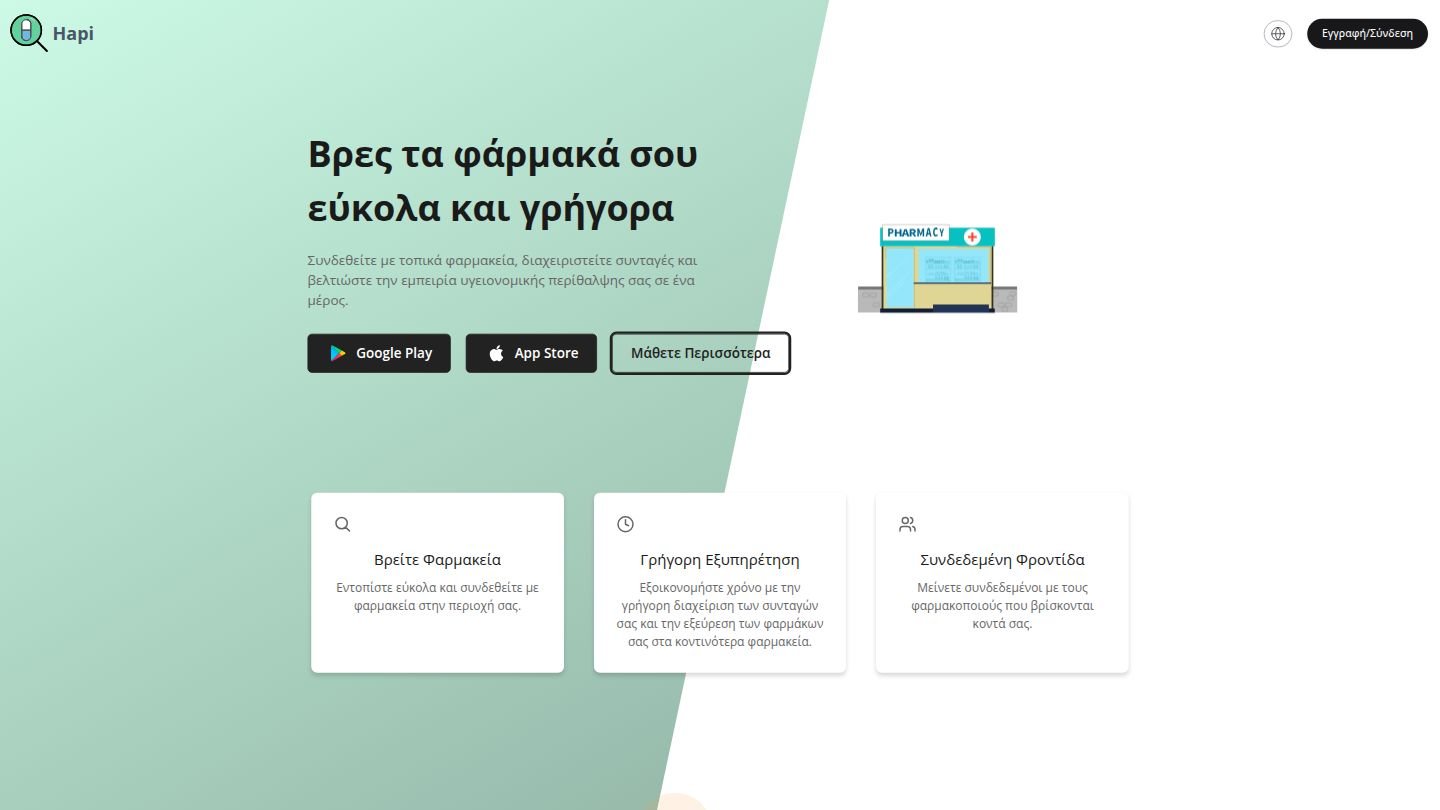 Hapi
Εγγραφή/Σύνδεση
Βρες τα φάρμακά σου
εύκολα και γρήγορα
Συνδεθείτε με τοπικά φαρμακεία, διαχειριστείτε συνταγές και
βελτιώστε την εμπειρία υγειονομικής περίθαλψης σας σε ένα
μέρος.
PHARMACY
Google Play
App Store
Μάθετε Περισσότερα
Βρείτε Φαρμακεία
Εντοπίστε εύκολα και συνδεθείτε με
φαρμακεία στην περιοχή σας.
Γρήγορη Εξυπηρέτηση
Εξοικονομήστε χρόνο με την
γρήγορη διαχείριση των συνταγών
σας και την εξεύρεση των φαρμάκων
σας στα κοντινότερα φαρμακεία.
Συνδεδεμένη Φροντίδα
Μείνετε συνδεδεμένοι με τους
φαρμακοποιούς που βρίσκονται
κοντά σας.